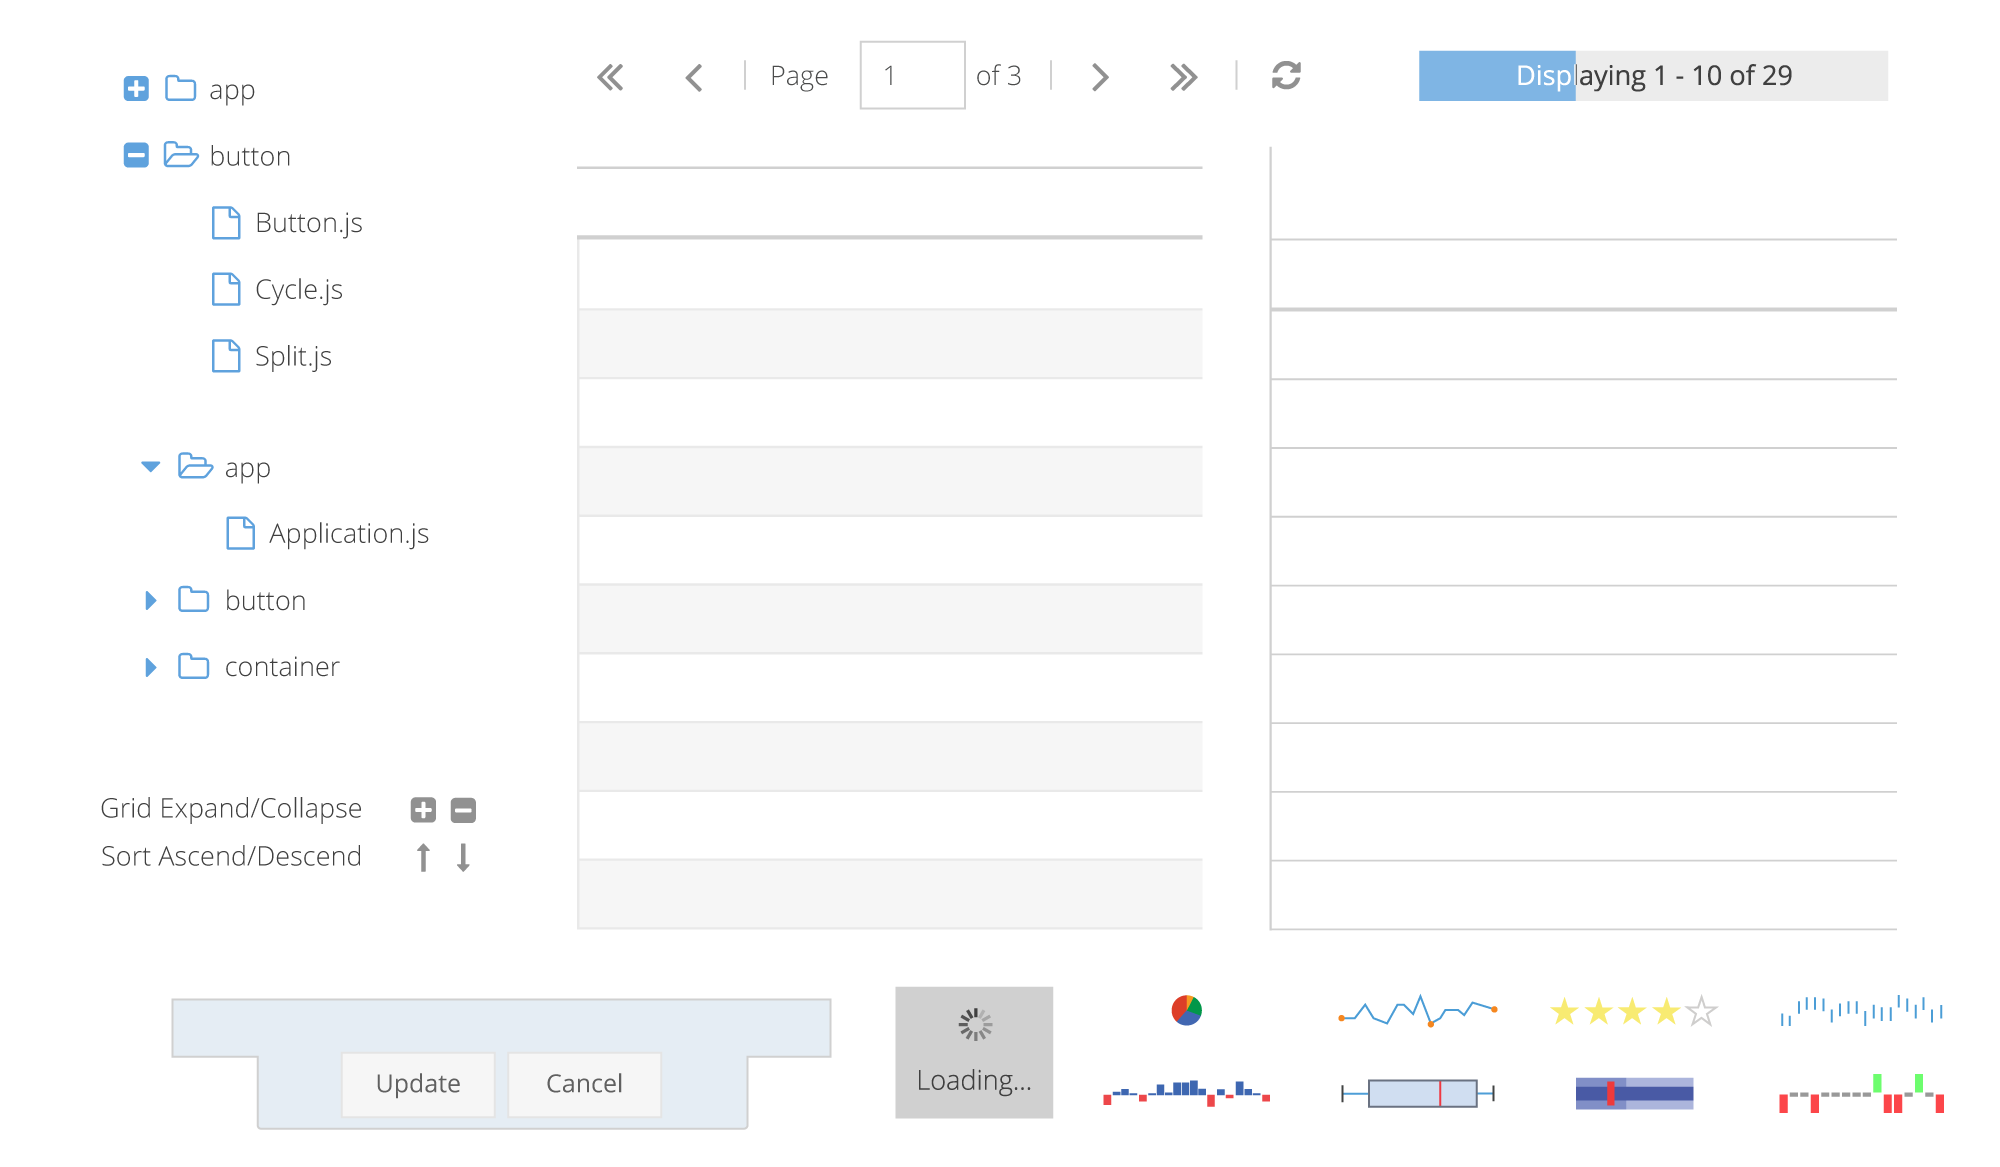 app
button
Button.js
Cycle.js
Split.js
app
Application.js
button
container
Grid Expand/Collapse
Sort Ascend/Descend
Page 1 of 3
Displaying 1 - 10 of 29
Update Cancel
Loading...